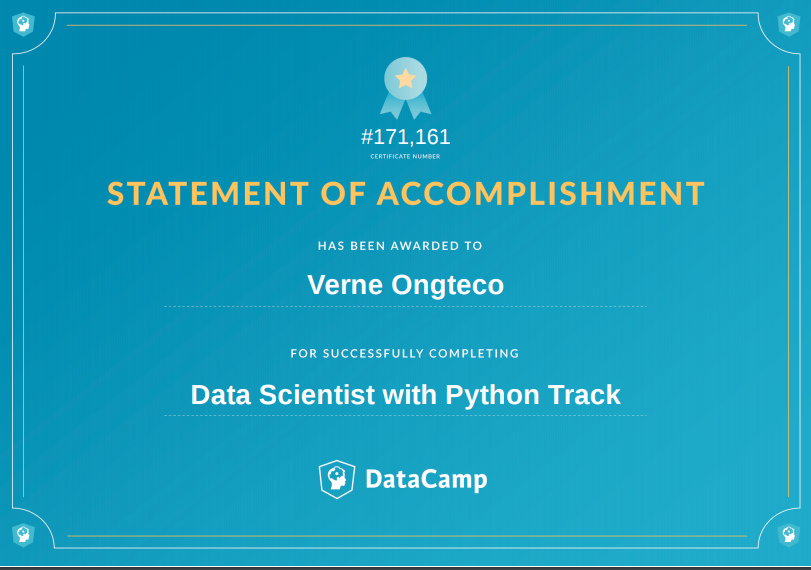 #171,161
CERTIFICATE NUMBER
STATEMENT OF ACCOMPLISHMENT
HAS BEEN AWARDED TO
Verne Ongteco
FOR SUCCESSFULLY COMPLETING
Data Scientist with Python Track
DataCamp